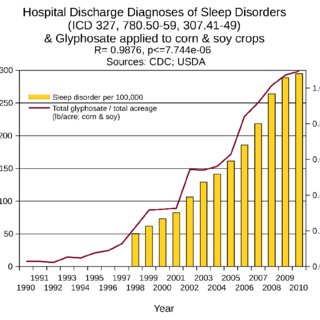 Hospital Discharge Diagnoses of Sleep Disorders
(ICD 327, 780.50-59, 307.41-49)
& Glyphosate applied to corn & soy crops
R= 0.9876, p<=7.744e-06
Sources: CDC; USDA
300
250
200
150
100
50
0
Sleep disorder per 100,000
Total glyphosate / total acreage
(lb/acre; corn & soy)
1991 1993 1995 1997 1999 2001 2003 2005 2007 2009
1990 1992 1994 1996 1998 2000 2002 2004 2006 2008 2010
Year